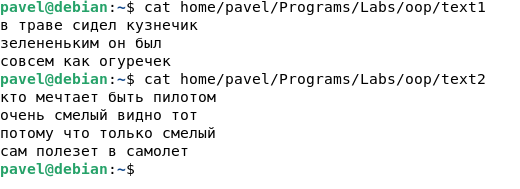 pavel@debian:~$ cat home/pavel/Programs/Labs/oop/text1
в траве сидел кузнечик
зелененьким он был
совсем как огуречек
pavel@debian:~$ cat home/pavel/Programs/Labs/oop/text2
кто мечтает быть пилотом
очень смелый видно тот
потому что только смелый
сам полезет в самолет
pavel@debian:~$